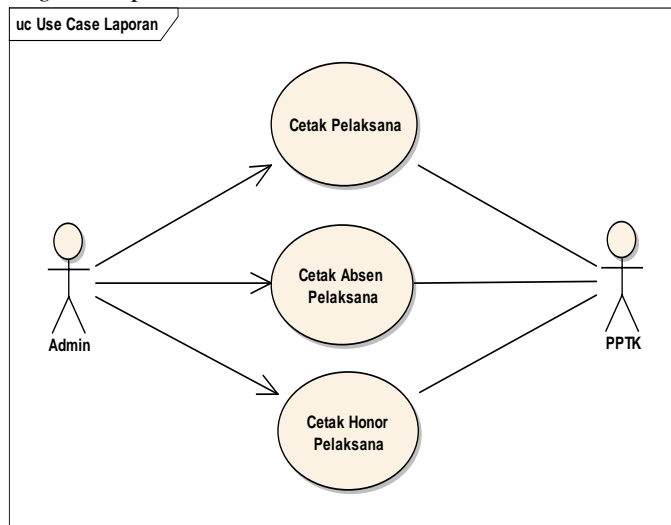 uc Use Case Laporan
Cetak Pelaksana
Cetak Absen
Pelaksana
Admin
PPTK
Cetak Honor
Pelaksana